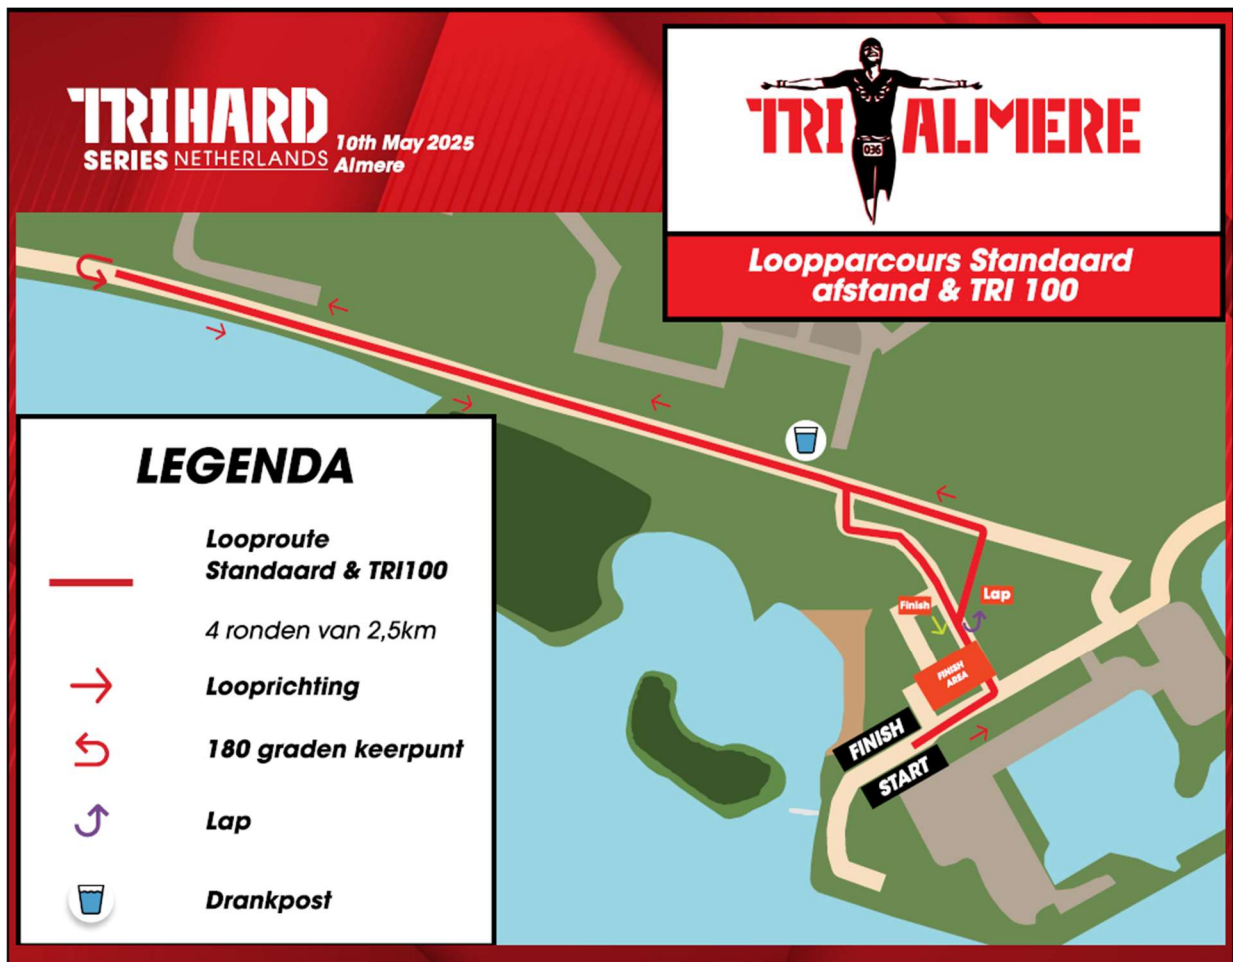 TRIHARD
SERIES NETHERLANDS
10th May 2025
Almere
TRI ALMERE
036
Loopparcours Standaard
afstand & TRI 100
LEGENDA
Looproute
Standaard & TRI100
4 ronden van 2,5km
Looprichting
180 graden keerpunt
Lap
Drankpost
Finish
Lap
FINISH
AREA
FINISH
START